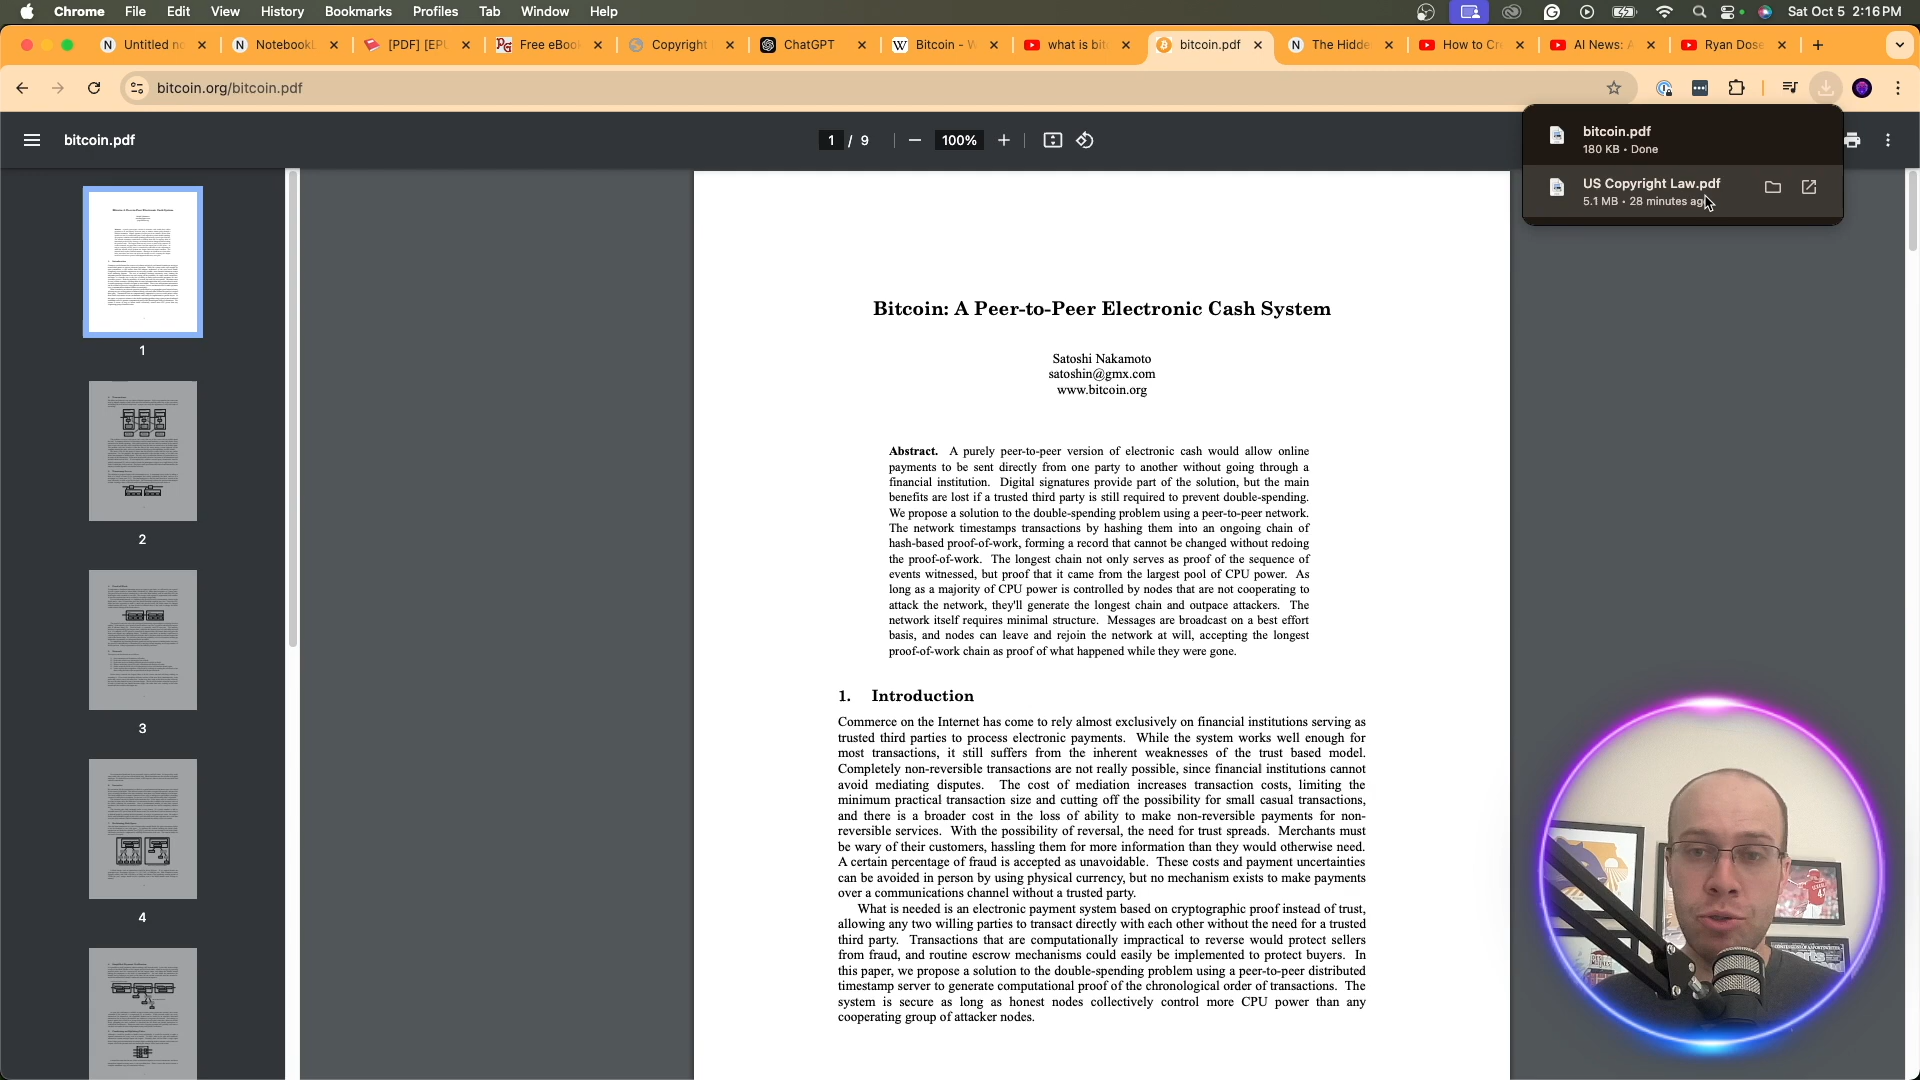 Chrome File Edit View History Bookmarks Profiles Tab Window Help Sat Oct 5 2:16 PM
Untitled no NotebookL [PDF] [EPU Free eBoo Copyright ChatGPT Bitcoin - W what is bit bitcoin.pdf The Hidde How to Cr AI News: A Ryan Dose
bitcoin.org/bitcoin.pdf
bitcoin.pdf 1 / 9 100%
bitcoin.pdf
180 KB • Done
US Copyright Law.pdf
5.1 MB • 28 minutes ago
1
2
3
4
Bitcoin: A Peer-to-Peer Electronic Cash System
Satoshi Nakamoto
satoshin@gmx.com
www.bitcoin.org
Abstract. A purely peer-to-peer version of electronic cash would allow online
payments to be sent directly from one party to another without going through a
financial institution. Digital signatures provide part of the solution, but the main
benefits are lost if a trusted third party is still required to prevent double-spending.
We propose a solution to the double-spending problem using a peer-to-peer network.
The network timestamps transactions by hashing them into an ongoing chain of
hash-based proof-of-work, forming a record that cannot be changed without redoing
the proof-of-work. The longest chain not only serves as proof of the sequence of
events witnessed, but proof that it came from the largest pool of CPU power. As
long as a majority of CPU power is controlled by nodes that are not cooperating to
attack the network, they'll generate the longest chain and outpace attackers. The
network itself requires minimal structure. Messages are broadcast on a best effort
basis, and nodes can leave and rejoin the network at will, accepting the longest
proof-of-work chain as proof of what happened while they were gone.
1. Introduction
Commerce on the Internet has come to rely almost exclusively on financial institutions serving as
trusted third parties to process electronic payments. While the system works well enough for
most transactions, it still suffers from the inherent weaknesses of the trust based model.
Completely non-reversible transactions are not really possible, since financial institutions cannot
avoid mediating disputes. The cost of mediation increases transaction costs, limiting the
minimum practical transaction size and cutting off the possibility for small casual transactions,
and there is a broader cost in the loss of ability to make non-reversible payments for non-
reversible services. With the possibility of reversal, the need for trust spreads. Merchants must
be wary of their customers, hassling them for more information than they would otherwise need.
A certain percentage of fraud is accepted as unavoidable. These costs and payment uncertainties
can be avoided in person by using physical currency, but no mechanism exists to make payments
over a communications channel without a trusted party.
What is needed is an electronic payment system based on cryptographic proof instead of trust,
allowing any two willing parties to transact directly with each other without the need for a trusted
third party. Transactions that are computationally impractical to reverse would protect sellers
from fraud, and routine escrow mechanisms could easily be implemented to protect buyers. In
this paper, we propose a solution to the double-spending problem using a peer-to-peer distributed
timestamp server to generate computational proof of the chronological order of transactions. The
system is secure as long as honest nodes collectively control more CPU power than any
cooperating group of attacker nodes.